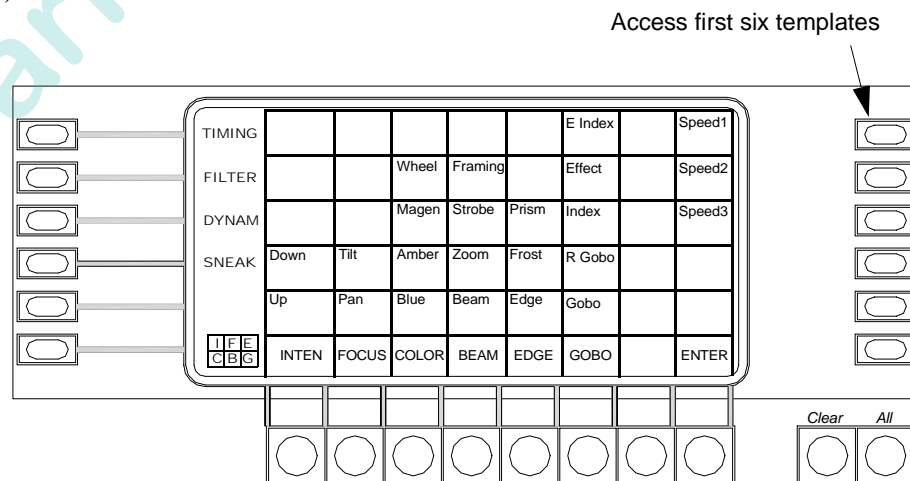 Access first six templates
TIMING E Index Speed1
FILTER Wheel Framing Effect Speed2
DYNAM Magen Strobe Prism Index Speed3
SNEAK Down Tilt Amber Zoom Frost R Gobo
Up Pan Blue Beam Edge Gobo
I F E
C B G
INTEN FOCUS COLOR BEAM EDGE GOBO ENTER
Clear All